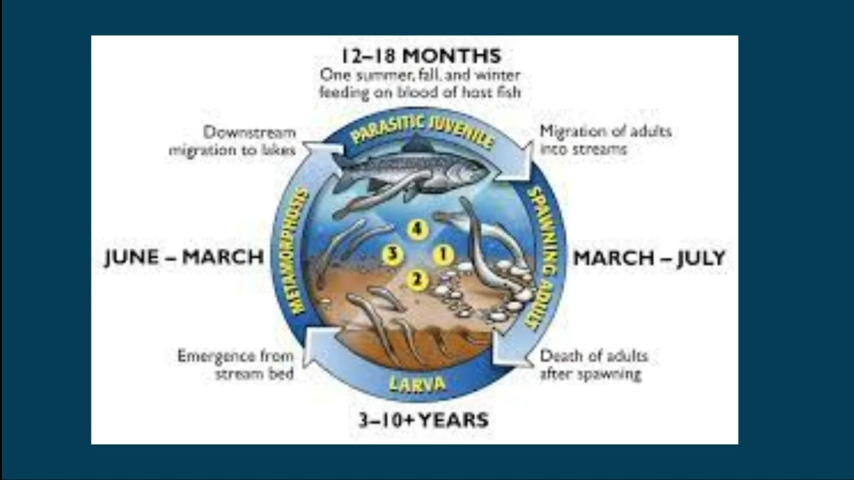 12–18 MONTHS
One summer, fall, and winter
feeding on blood of host fish
Downstream
migration to lakes
PARASITIC JUVENILE
Migration of adults
into streams
METAMORPHOSIS
SPAWNING ADULT
4
3
1
2
JUNE – MARCH
MARCH – JULY
Emergence from
stream bed
Death of adults
after spawning
LARVA
3–10+ YEARS